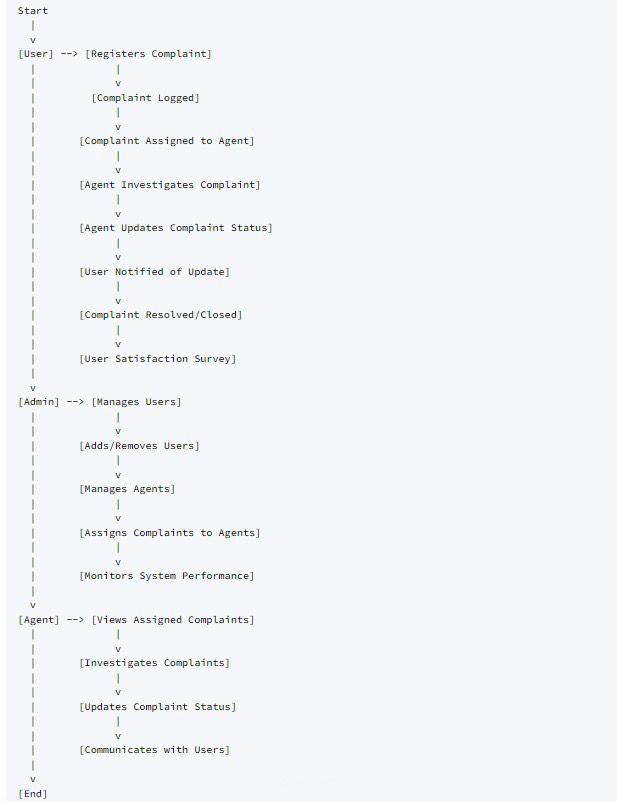 Start
|
v
[User] --> [Registers Complaint]
| |
| v
| [Complaint Logged]
| |
| v
| [Complaint Assigned to Agent]
| |
| v
| [Agent Investigates Complaint]
| |
| v
| [Agent Updates Complaint Status]
| |
| v
| [User Notified of Update]
| |
| v
| [Complaint Resolved/Closed]
| |
| v
| [User Satisfaction Survey]
|
v
[Admin] --> [Manages Users]
| |
| v
| [Adds/Removes Users]
| |
| v
| [Manages Agents]
| |
| v
| [Assigns Complaints to Agents]
| |
| v
| [Monitors System Performance]
|
v
[Agent] --> [Views Assigned Complaints]
| |
| v
| [Investigates Complaints]
| |
| v
| [Updates Complaint Status]
| |
| v
| [Communicates with Users]
|
v
[End]